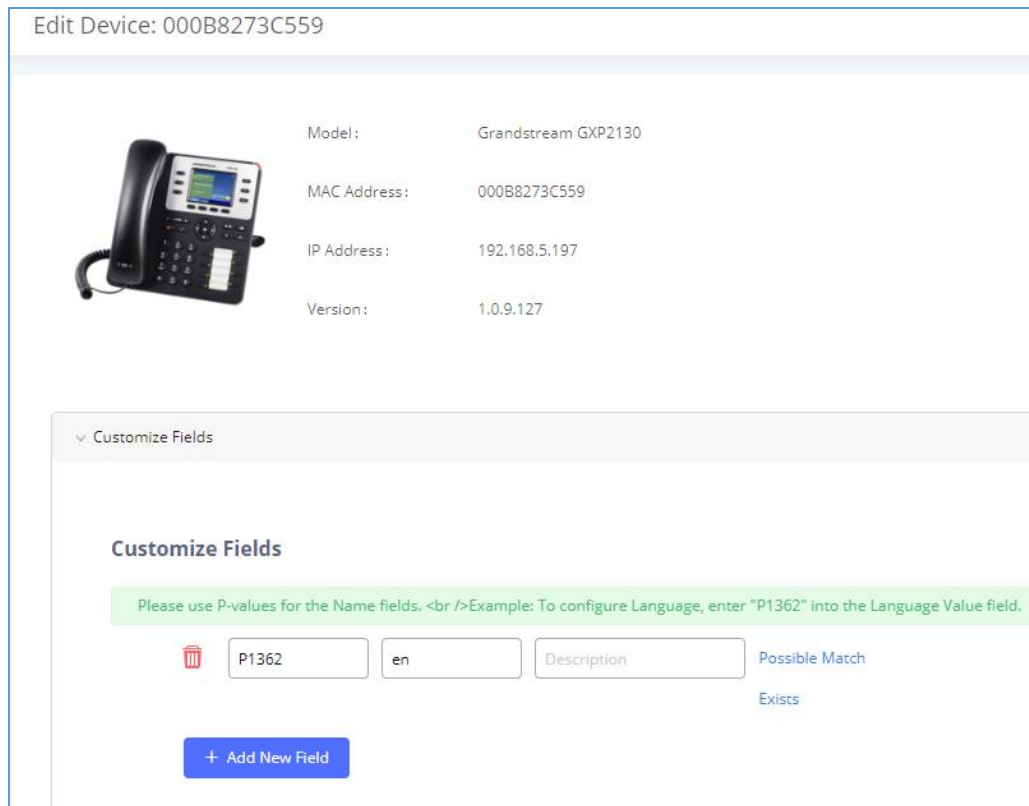 Edit Device: 000B8273C559
Model: Grandstream GXP2130
MAC Address: 000B8273C559
IP Address: 192.168.5.197
Version: 1.0.9.127
Customize Fields
Customize Fields
Please use P-values for the Name fields. <br />Example: To configure Language, enter "P1362" into the Language Value field.
P1362 en Description Possible Match
Exists
+ Add New Field